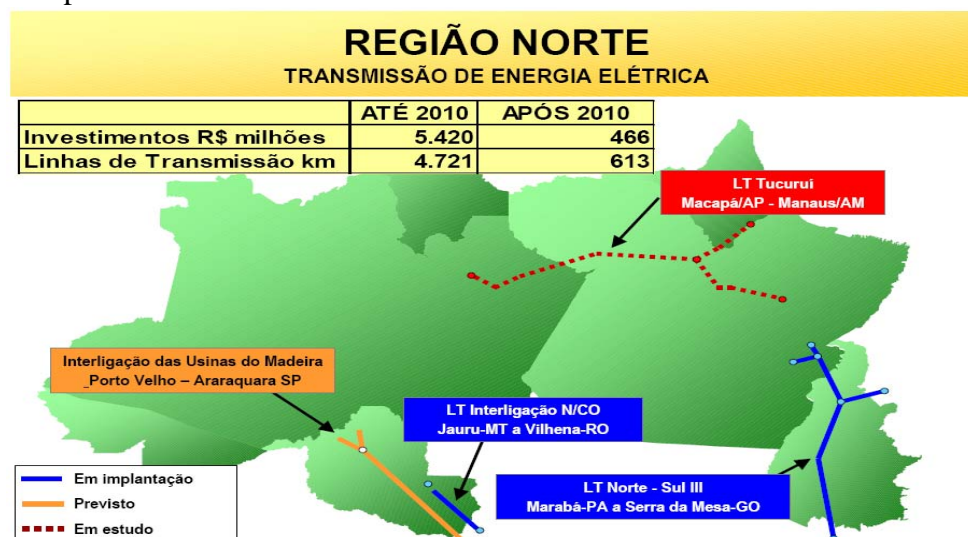 REGIÃO NORTE
TRANSMISSÃO DE ENERGIA ELÉTRICA
ATÉ 2010 APÓS 2010
Investimentos R$ milhões 5.420 466
Linhas de Transmissão km 4.721 613
LT Tucuruí
Macapá/AP - Manaus/AM
Interligação das Usinas do Madeira
_Porto Velho – Araraquara SP
LT Interligação N/CO
Jauru-MT a Vilhena-RO
LT Norte - Sul III
Marabá-PA a Serra da Mesa-GO
Em implantação
Previsto
Em estudo